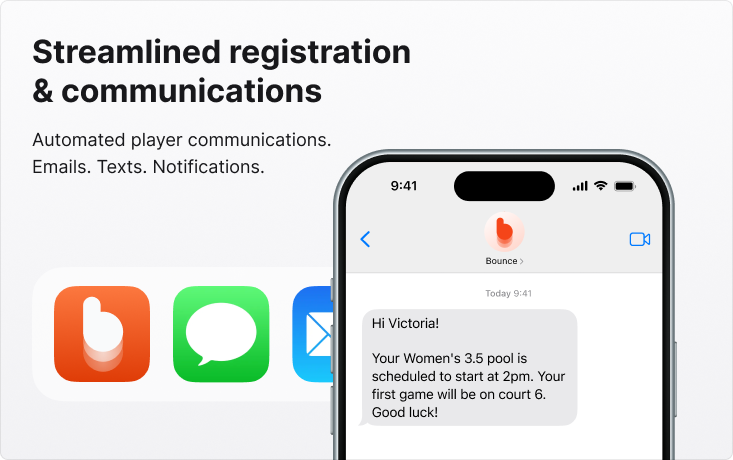 Streamlined registration
& communications
Automated player communications.
Emails. Texts. Notifications.
9:41
Bounce
Today 9:41
Hi Victoria!
Your Women's 3.5 pool is
scheduled to start at 2pm. Your
first game will be on court 6.
Good luck!